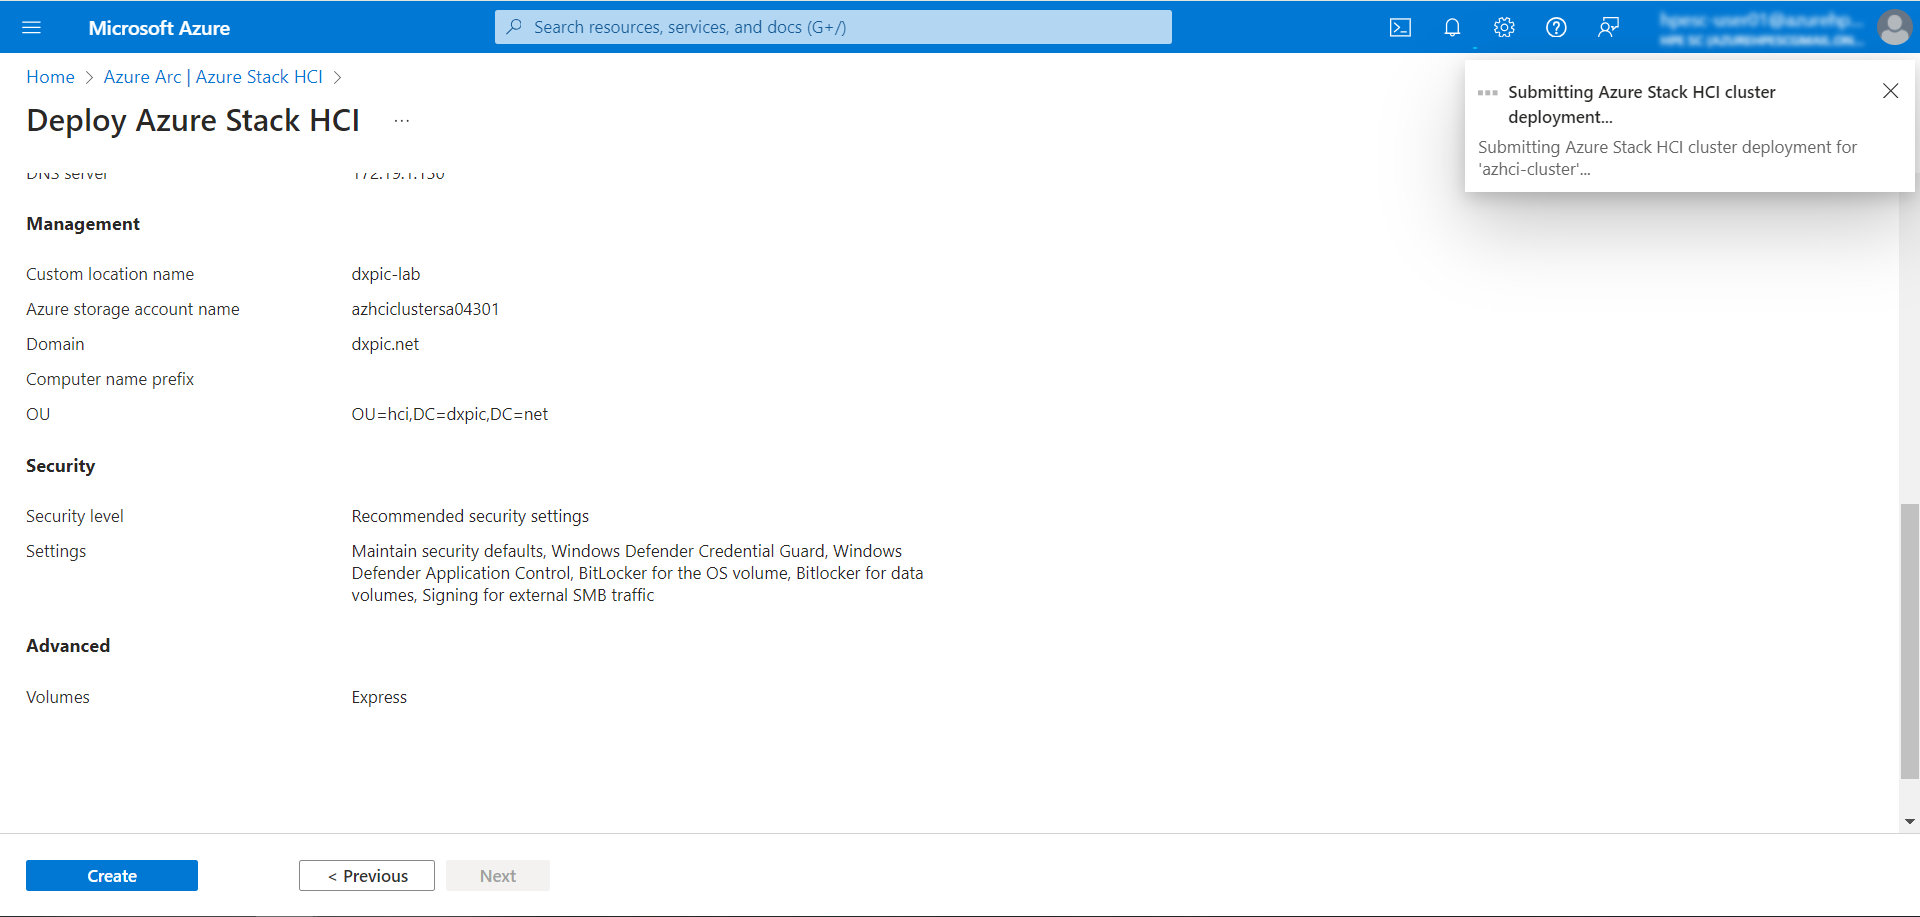 Microsoft Azure
Search resources, services, and docs (G+/)
Home > Azure Arc | Azure Stack HCI >
Deploy Azure Stack HCI ...
Submitting Azure Stack HCI cluster
deployment...
Submitting Azure Stack HCI cluster deployment for
'azhci-cluster'...
DNS server 172.19.1.150
Management
Custom location name dxpic-lab
Azure storage account name azhciclustersa04301
Domain dxpic.net
Computer name prefix
OU OU=hci,DC=dxpic,DC=net
Security
Security level Recommended security settings
Settings Maintain security defaults, Windows Defender Credential Guard, Windows
Defender Application Control, BitLocker for the OS volume, Bitlocker for data
volumes, Signing for external SMB traffic
Advanced
Volumes Express
Create < Previous Next